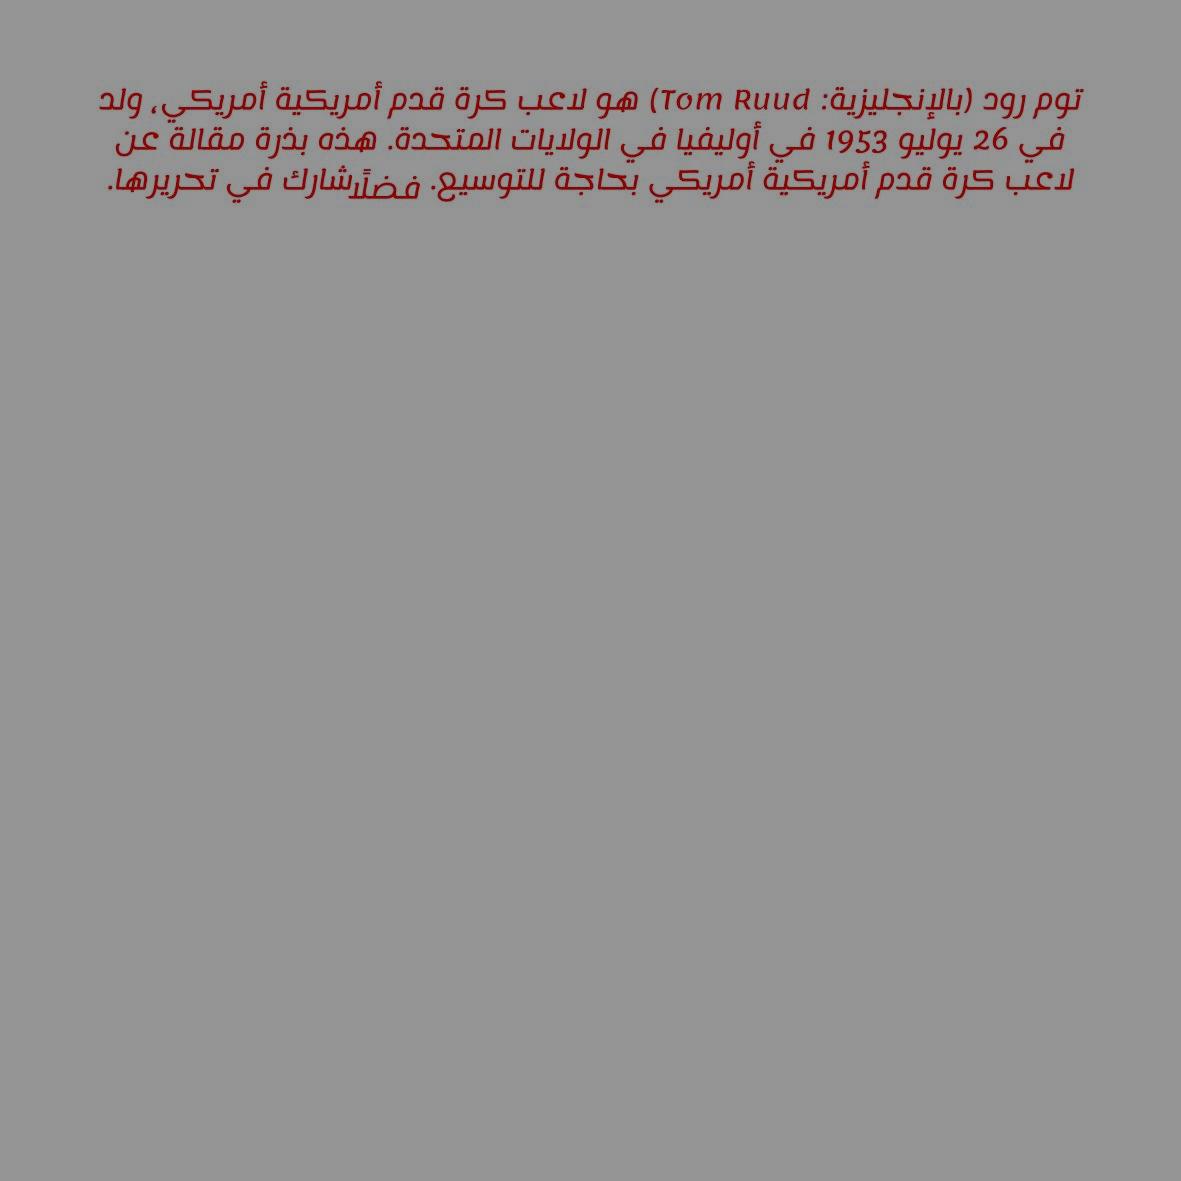 توم رود (بالإنجليزية: Tom Ruud) هو لاعب كرة قدم أمريكية أمريكي، ولد
في 26 يوليو 1953 في أوليفيا في الولايات المتحدة. هذه بذرة مقالة عن
لاعب كرة قدم أمريكية أمريكي بحاجة للتوسيع. فضلًا شارك في تحريرها.